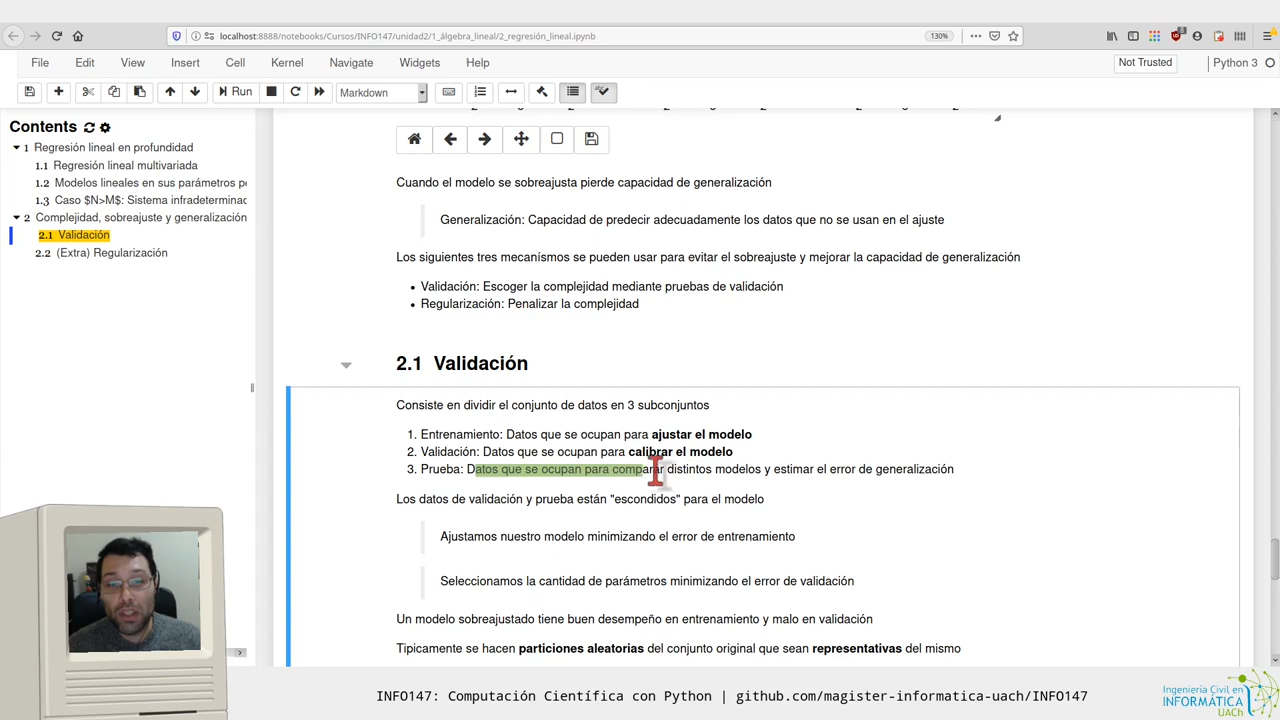 localhost:8888/notebooks/Cursos/INFO147/unidad2/1_álgebra_lineal/2_regresión_lineal.ipynb
130%
File Edit View Insert Cell Kernel Navigate Widgets Help
Not Trusted
Python 3
Run
Markdown
Contents
1 Regresión lineal en profundidad
1.1 Regresión lineal multivariada
1.2 Modelos lineales en sus parámetros p
1.3 Caso $N>M$: Sistema infradeterminad
2 Complejidad, sobreajuste y generalización
2.1 Validación
2.2 (Extra) Regularización
Cuando el modelo se sobreajusta pierde capacidad de generalización
Generalización: Capacidad de predecir adecuadamente los datos que no se usan en el ajuste
Los siguientes tres mecanísmos se pueden usar para evitar el sobreajuste y mejorar la capacidad de generalización
• Validación: Escoger la complejidad mediante pruebas de validación
• Regularización: Penalizar la complejidad
2.1 Validación
Consiste en dividir el conjunto de datos en 3 subconjuntos
1. Entrenamiento: Datos que se ocupan para ajustar el modelo
2. Validación: Datos que se ocupan para calibrar el modelo
3. Prueba: Datos que se ocupan para comparar distintos modelos y estimar el error de generalización
Los datos de validación y prueba están "escondidos" para el modelo
Ajustamos nuestro modelo minimizando el error de entrenamiento
Seleccionamos la cantidad de parámetros minimizando el error de validación
Un modelo sobreajustado tiene buen desempeño en entrenamiento y malo en validación
Tipicamente se hacen particiones aleatorias del conjunto original que sean representativas del mismo
INFO147: Computación Científica con Python | github.com/magister-informatica-uach/INFO147
Ingeniería Civil en
INFORMÁTICA
UACh